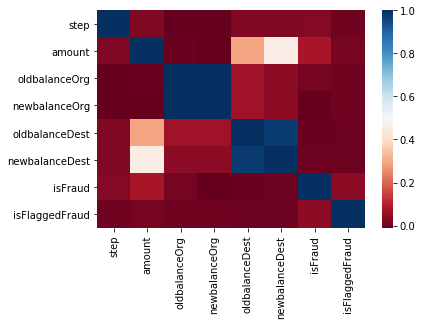 step
amount
oldbalanceOrg
newbalanceOrg
oldbalanceDest
newbalanceDest
isFraud
isFlaggedFraud
step
amount
oldbalanceOrg
newbalanceOrg
oldbalanceDest
newbalanceDest
isFraud
isFlaggedFraud
1.0
0.8
0.6
0.4
0.2
0.0